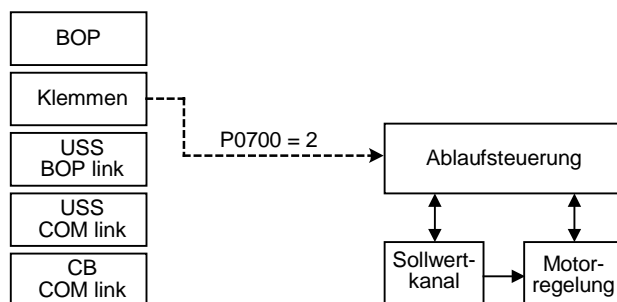 BOP
Klemmen
USS
BOP link
USS
COM link
CB
COM link
P0700 = 2
Ablaufsteuerung
Sollwert-
kanal
Motor-
regelung